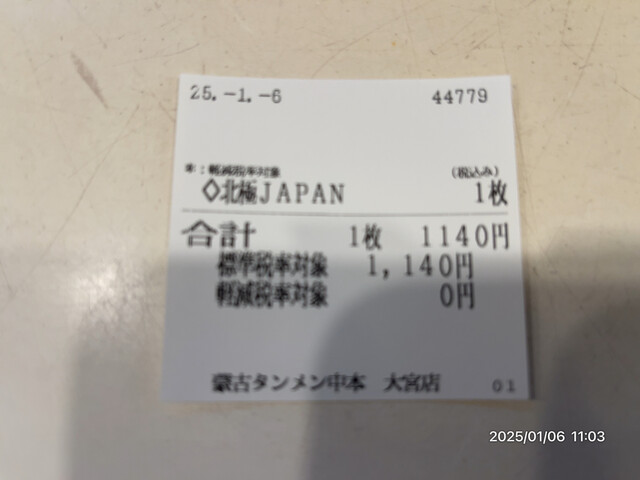 25.-1.-6 44779
*：軽減税率対象 (税込み)
◇北極JAPAN 1枚
合計 1枚 1140円
標準税率対象 1,140円
軽減税率対象 0円
蒙古タンメン中本 大宮店 01
2025/01/06 11:03